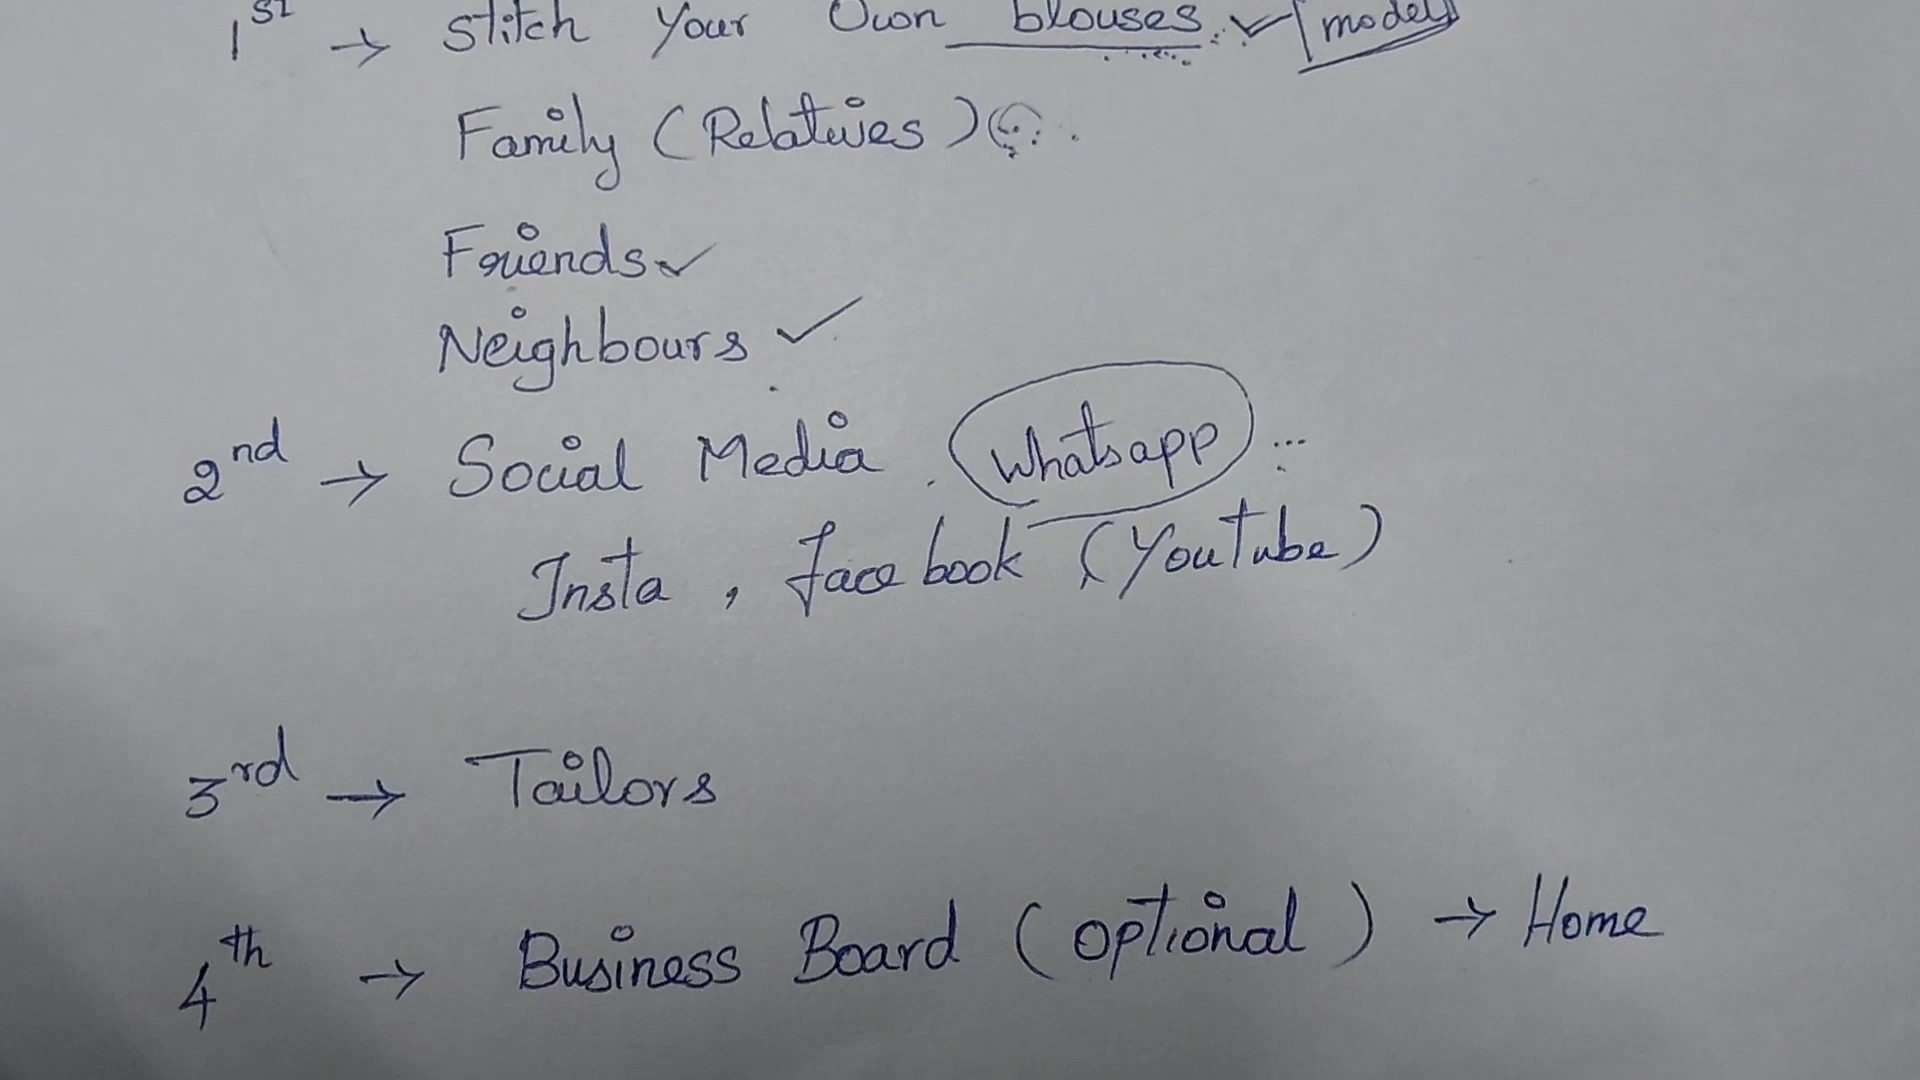 1st → Stitch Your Own blouses. ✓ [models
Family (Relatives)
Friends ✓
Neighbours ✓
2nd → Social Media. Whatsapp ...
Insta, facebook (YouTube)
3rd → Tailors
4th → Business Board (optional) → Home